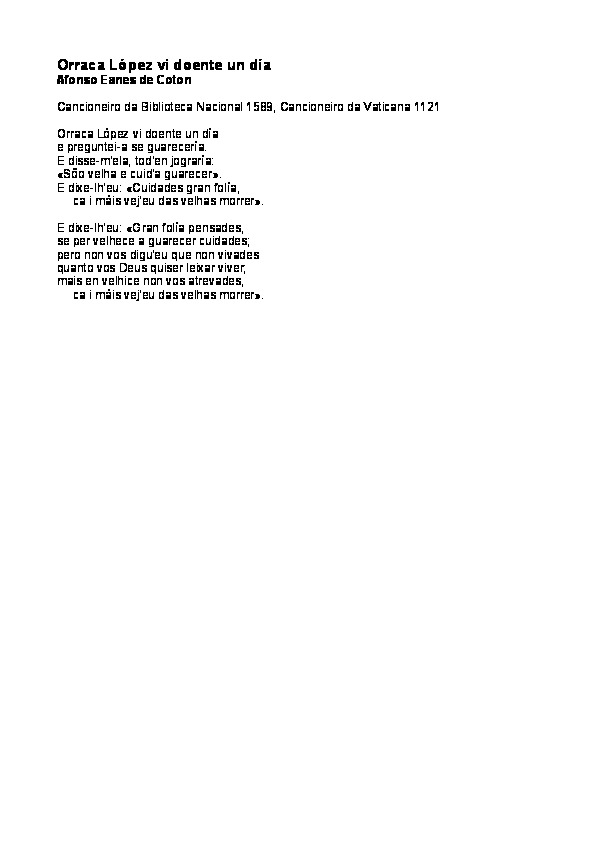 Orraca López vi doente un día
Afonso Eanes de Coton
Cancioneiro da Biblioteca Nacional 1589, Cancioneiro da Vaticana 1121
Orraca López vi doente un día
e preguntei-a se guarecería.
E disse-m'ela, tod'en jograría:
«Sõo velha e cuid'a guarecer».
E dixe-lh'eu: «Cuidades gran folía,
ca i máis vej'eu das velhas morrer».
E dixe-lh'eu: «Gran folía pensades,
se per velhece a guarecer cuidades;
pero non vos digu'eu que non vivades
quanto vos Deus quiser leixar viver;
mais en velhice non vos atrevades,
ca i máis vej'eu das velhas morrer».